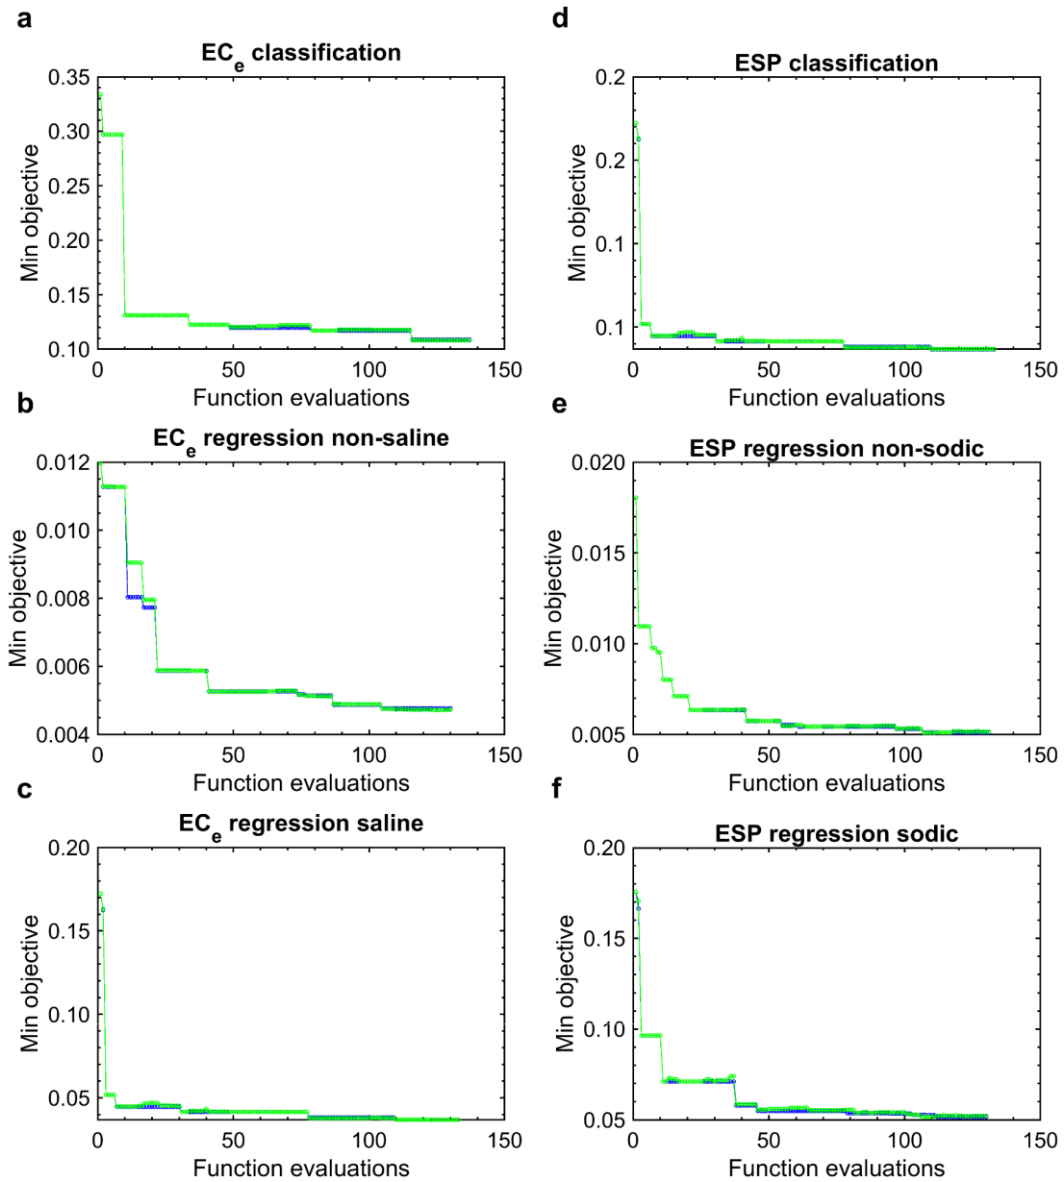 a
ECe classification
0.35
0.30
0.25
0.20
0.15
0.10
Min objective
0 50 100 150
Function evaluations
b
ECe regression non-saline
0.012
0.010
0.008
0.006
0.004
Min objective
0 50 100 150
Function evaluations
c
ECe regression saline
0.20
0.15
0.10
0.05
Min objective
0 50 100 150
Function evaluations
d
ESP classification
0.2
0.2
0.1
0.1
Min objective
0 50 100 150
Function evaluations
e
ESP regression non-sodic
0.020
0.015
0.010
0.005
Min objective
0 50 100 150
Function evaluations
f
ESP regression sodic
0.20
0.15
0.10
0.05
Min objective
0 50 100 150
Function evaluations